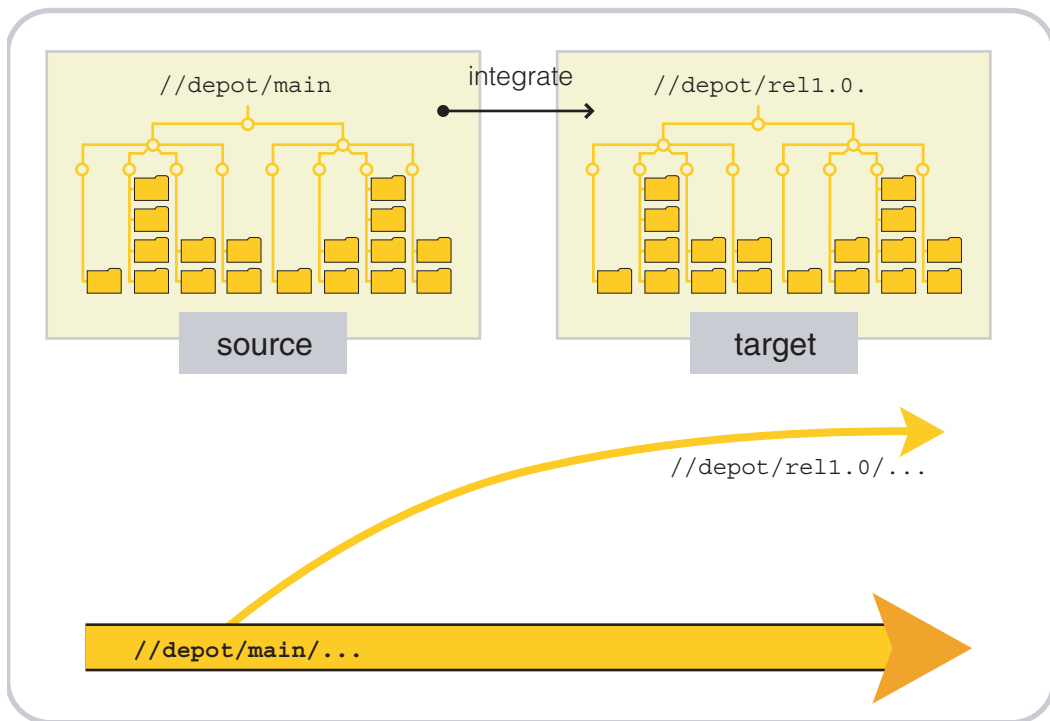 //depot/main
integrate
//depot/rel1.0.
source
target
//depot/rel1.0/...
//depot/main/...